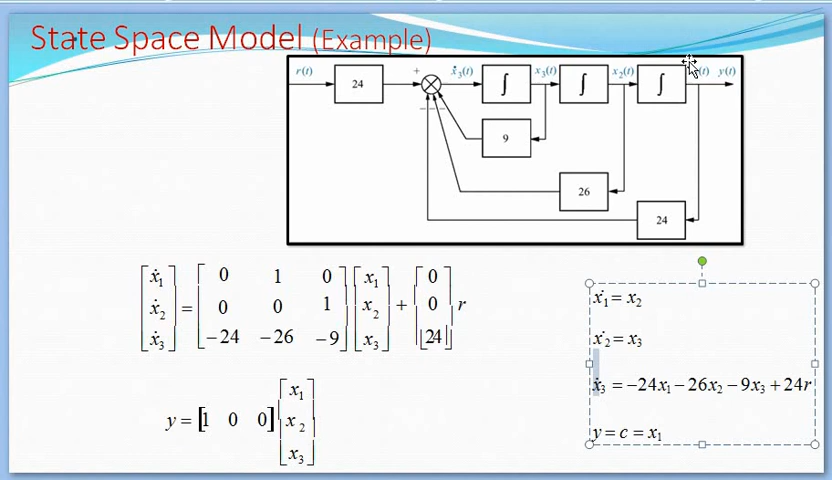 State Space Model (Example)
r(t) 24 + ẋ₃(t) ∫ x₃(t) ∫ x₂(t) ∫ (t) y(t)
− − −
9
26
24
[ẋ₁ ẋ₂ ẋ₃] = [0 1 0; 0 0 1; −24 −26 −9] [x₁ x₂ x₃] + [0 0 24] r
y = [1 0 0] [x₁ x₂ x₃]
ẋ₁ = x₂
ẋ₂ = x₃
ẋ₃ = −24x₁ − 26x₂ − 9x₃ + 24r
y = c = x₁